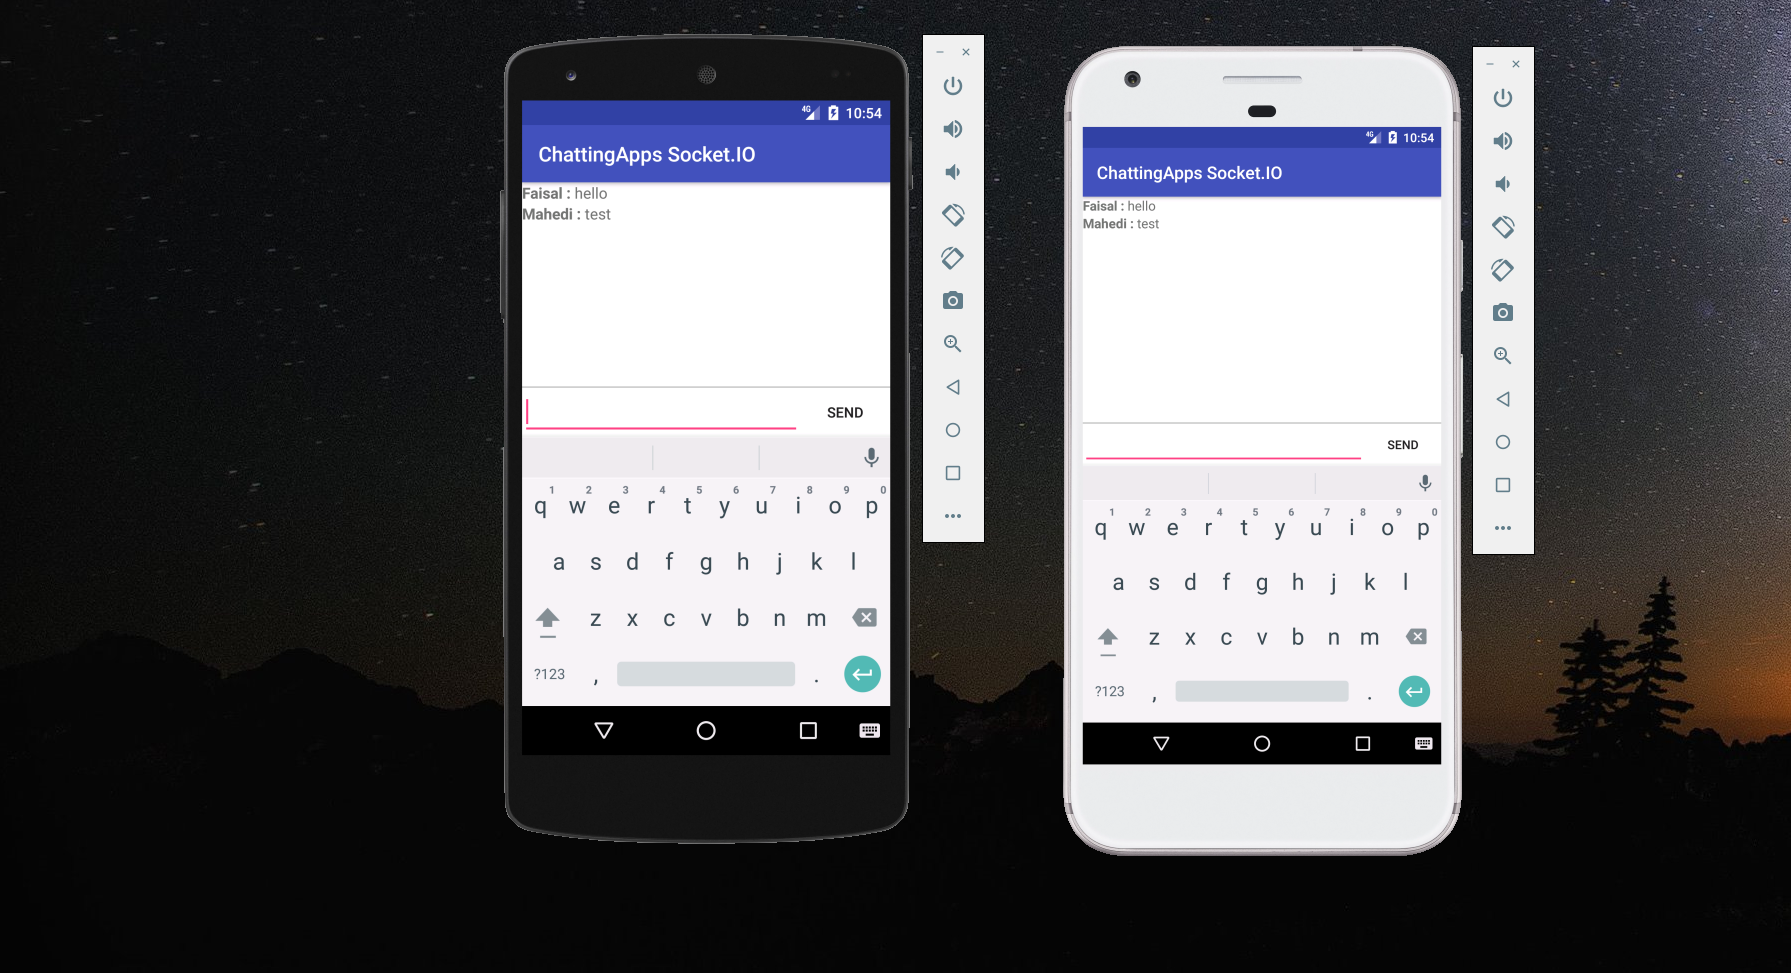 4G 10:54
ChattingApps Socket.IO
Faisal : hello
Mahedi : test
SEND
1 2 3 4 5 6 7 8 9 0
q w e r t y u i o p
a s d f g h j k l
z x c v b n m
?123 , .
4G 10:54
ChattingApps Socket.IO
Faisal : hello
Mahedi : test
SEND
1 2 3 4 5 6 7 8 9 0
q w e r t y u i o p
a s d f g h j k l
z x c v b n m
?123 , .